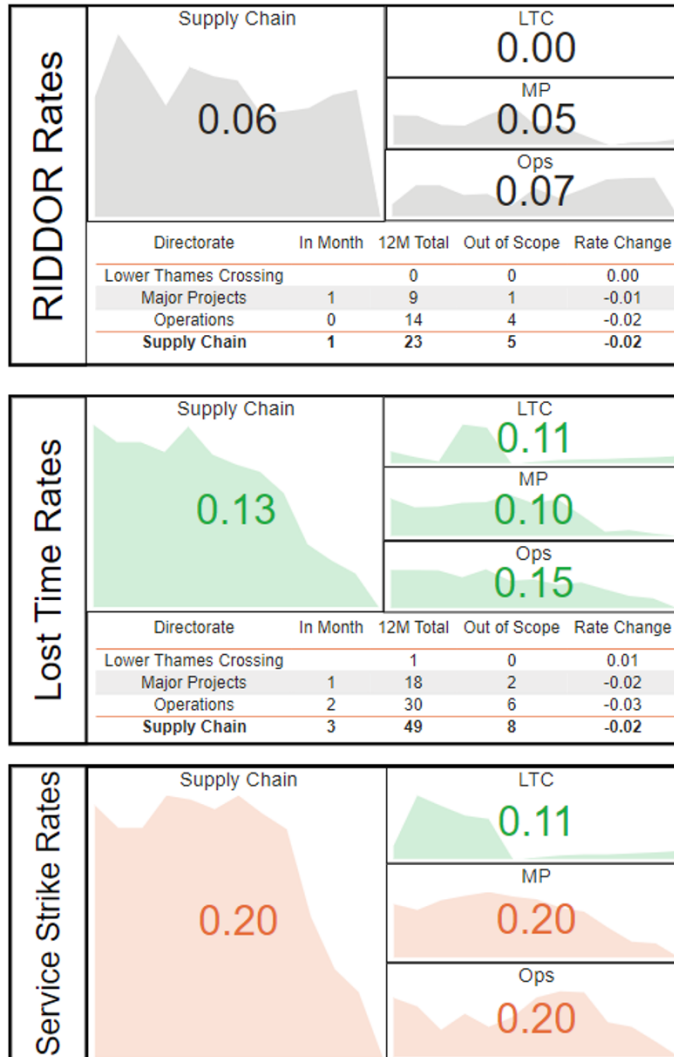 RIDDOR Rates
Supply Chain
0.06
LTC
0.00
MP
0.05
Ops
0.07
Directorate In Month 12M Total Out of Scope Rate Change
Lower Thames Crossing 0 0 0.00
Major Projects 1 9 1 -0.01
Operations 0 14 4 -0.02
Supply Chain 1 23 5 -0.02
Lost Time Rates
Supply Chain
0.13
LTC
0.11
MP
0.10
Ops
0.15
Directorate In Month 12M Total Out of Scope Rate Change
Lower Thames Crossing 1 0 0.01
Major Projects 1 18 2 -0.02
Operations 2 30 6 -0.03
Supply Chain 3 49 8 -0.02
Service Strike Rates
Supply Chain
0.20
LTC
0.11
MP
0.20
Ops
0.20